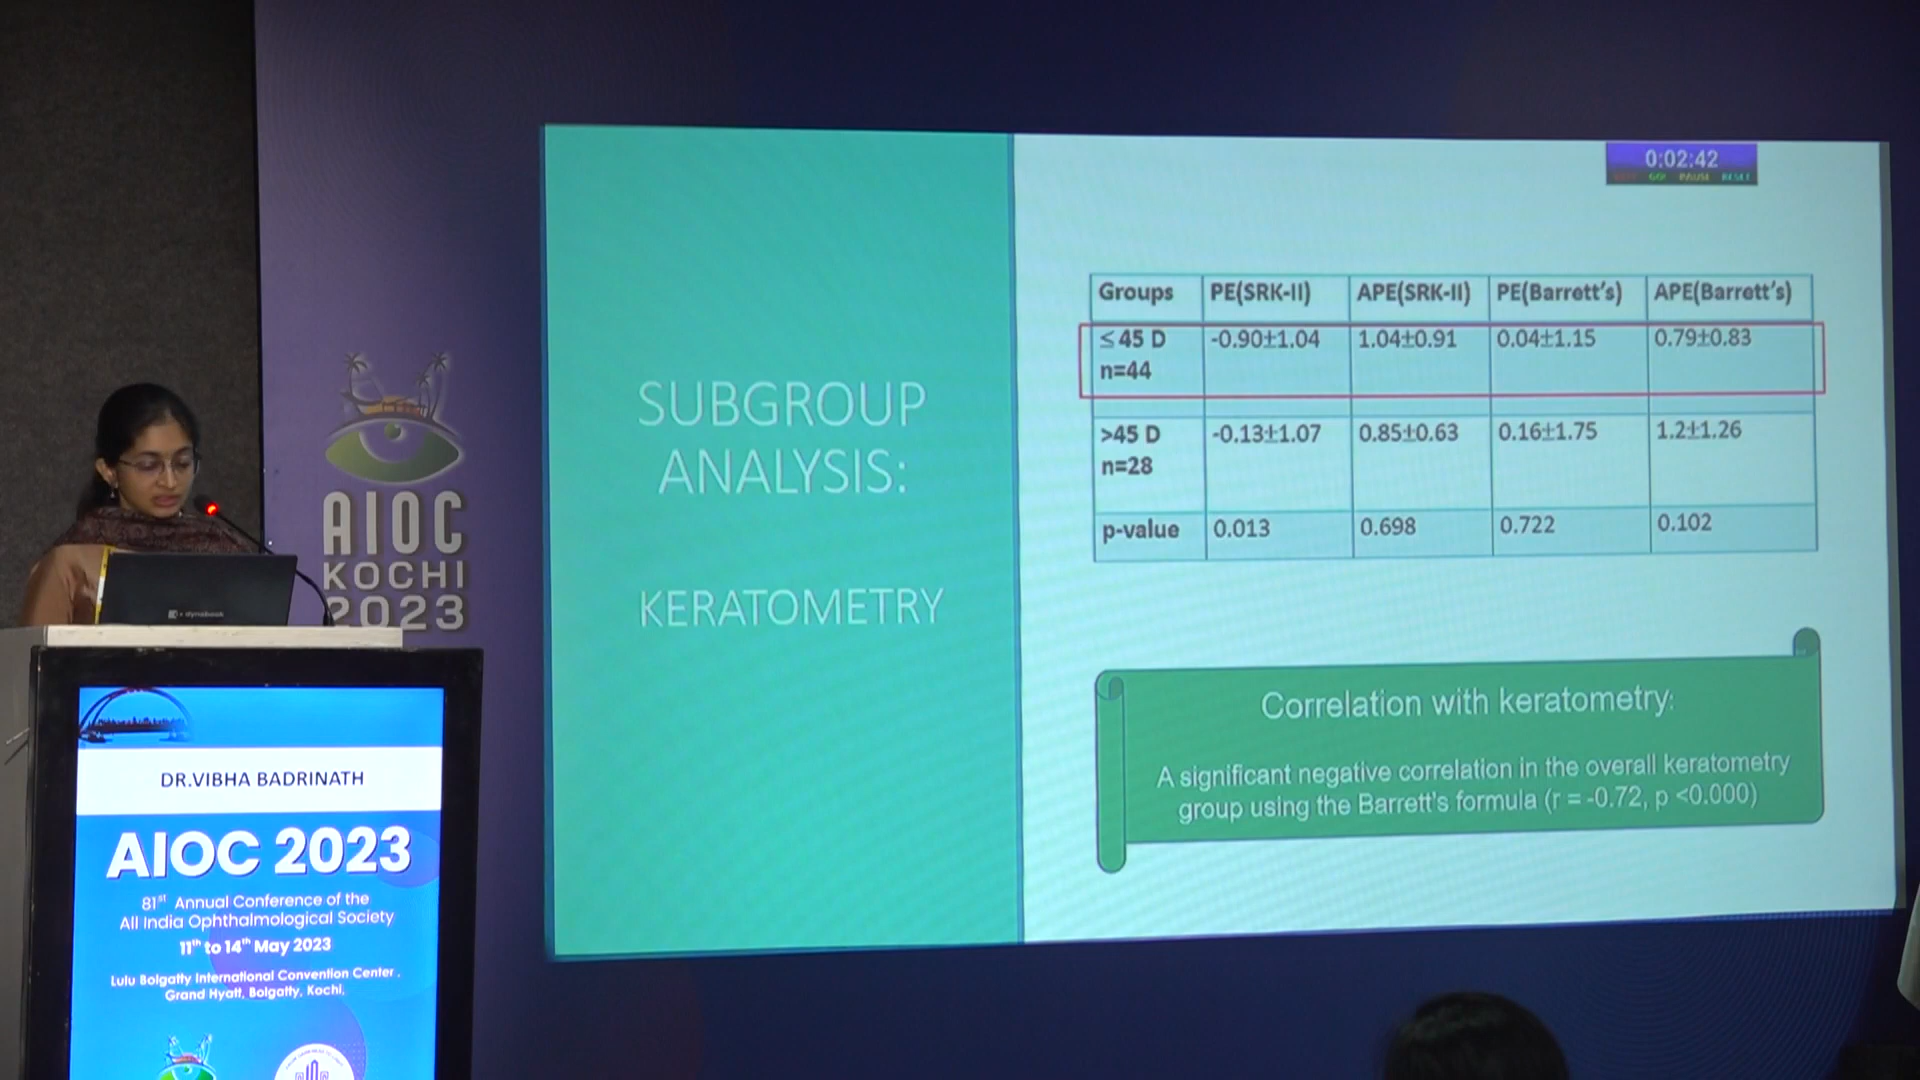 AIOC
KOCHI
2023
DR.VIBHA BADRINATH
AIOC 2023
81st Annual Conference of the
All India Ophthalmological Society
11th to 14th May 2023
Lulu Bolgatty International Convention Center ,
Grand Hyatt, Bolgatty, Kochi,
SUBGROUP
ANALYSIS:
KERATOMETRY
0:02:42
GO! PAUSE RESET
Groups PE(SRK-II) APE(SRK-II) PE(Barrett's) APE(Barrett's)
≤45 D -0.90±1.04 1.04±0.91 0.04±1.15 0.79±0.83
n=44
>45 D -0.13±1.07 0.85±0.63 0.16±1.75 1.2±1.26
n=28
p-value 0.013 0.698 0.722 0.102
Correlation with keratometry:
A significant negative correlation in the overall keratometry
group using the Barrett's formula (r = -0.72, p <0.000)
dynabook